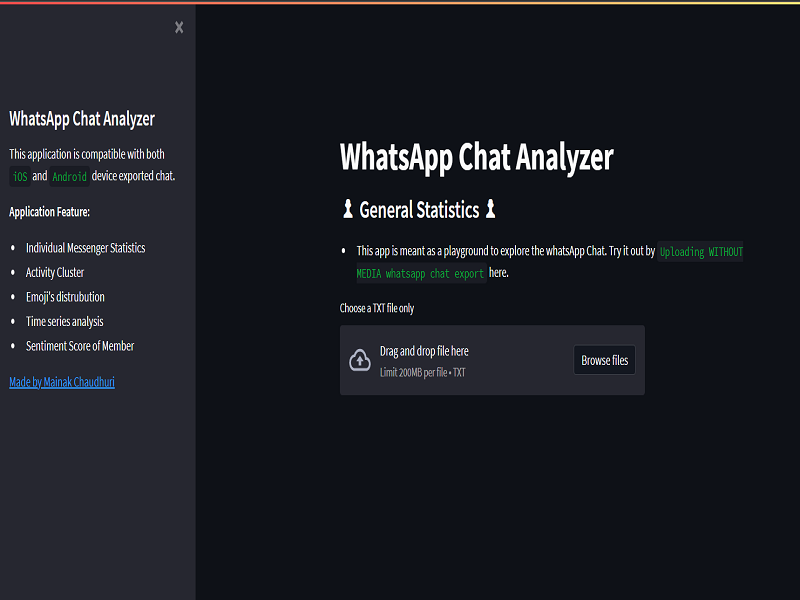 WhatsApp Chat Analyzer
This application is compatible with both
iOS and Android device exported chat.
Application Feature:
Individual Messenger Statistics
Activity Cluster
Emoji's distrubution
Time series analysis
Sentiment Score of Member
Made by Mainak Chaudhuri
WhatsApp Chat Analyzer
General Statistics
This app is meant as a playground to explore the whatsApp Chat. Try it out by Uploading WITHOUT
MEDIA whatsapp chat export here.
Choose a TXT file only
Drag and drop file here
Limit 200MB per file • TXT
Browse files